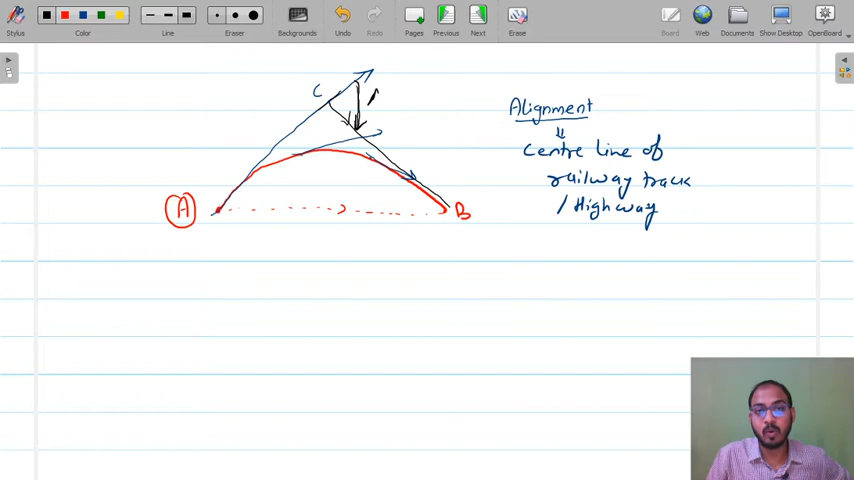 Stylus
Color
Line
Eraser
Backgrounds
Undo
Pages
Previous
Next
Erase
Board
Web
Documents
Show Desktop
OpenBoard
C
A
B
Alignment
⇓
Centre line of
railway track
/ Highway